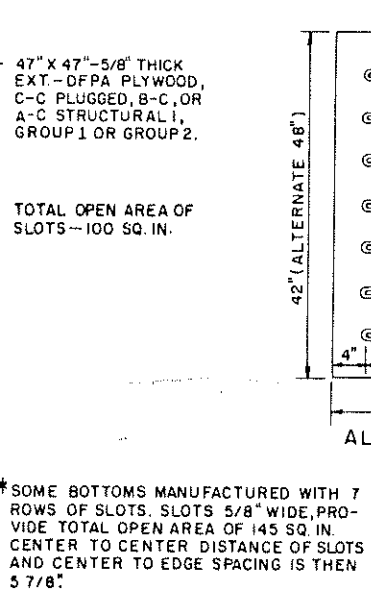 47" X 47"-5/8" THICK
EXT.-DFPA PLYWOOD,
C-C PLUGGED, B-C, OR
A-C STRUCTURAL I,
GROUP 1 OR GROUP 2.
TOTAL OPEN AREA OF
SLOTS--100 SQ. IN.
42" (ALTERNATE 48")
4"
AL
*SOME BOTTOMS MANUFACTURED WITH 7
ROWS OF SLOTS. SLOTS 5/8" WIDE, PRO-
VIDE TOTAL OPEN AREA OF 145 SQ. IN.
CENTER TO CENTER DISTANCE OF SLOTS
AND CENTER TO EDGE SPACING IS THEN
5 7/8".